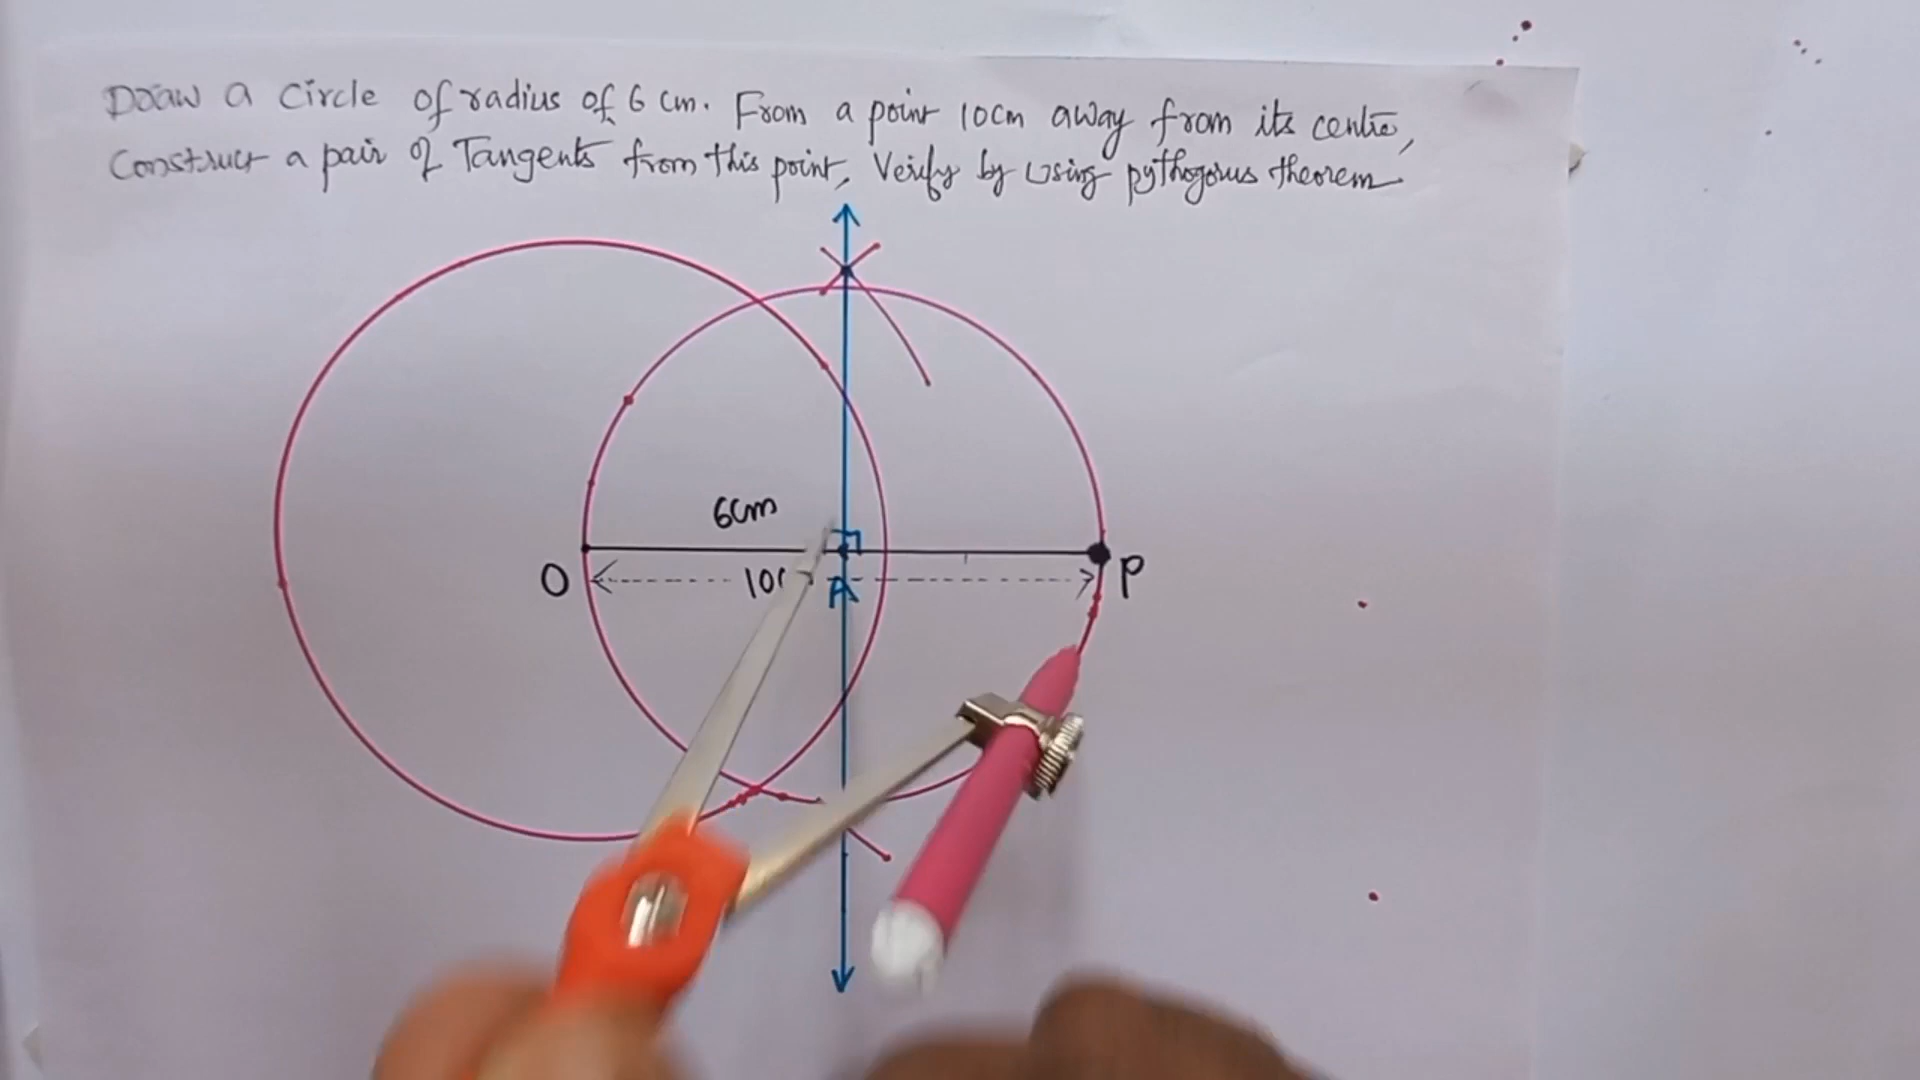 Draw a circle of radius of 6 cm. From a point 10cm away from its centre,
Construct a pair of Tangents from this point, Verify by Using pythogorus theorem
6cm
O
P
A